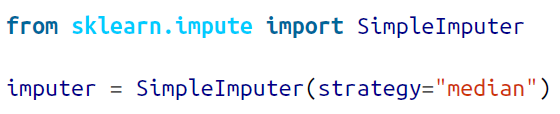 from sklearn.impute import SimpleImputer
imputer = SimpleImputer(strategy="median")